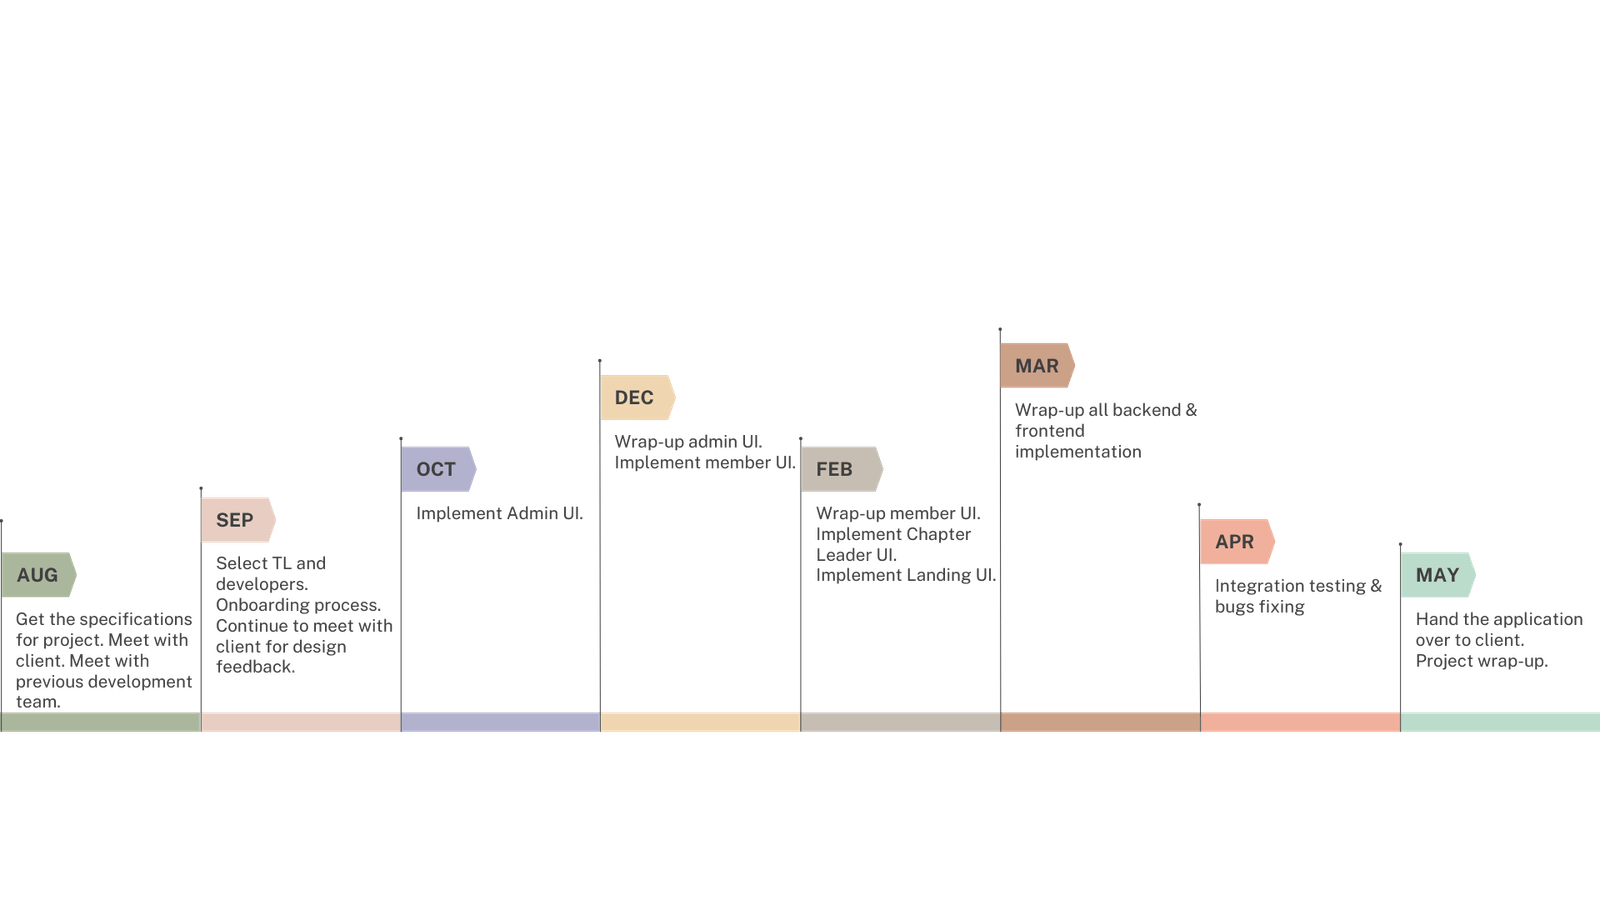 AUG
Get the specifications
for project. Meet with
client. Meet with
previous development
team.
SEP
Select TL and
developers.
Onboarding process.
Continue to meet with
client for design
feedback.
OCT
Implement Admin UI.
DEC
Wrap-up admin UI.
Implement member UI.
FEB
Wrap-up member UI.
Implement Chapter
Leader UI.
Implement Landing UI.
MAR
Wrap-up all backend &
frontend
implementation
APR
Integration testing &
bugs fixing
MAY
Hand the application
over to client.
Project wrap-up.